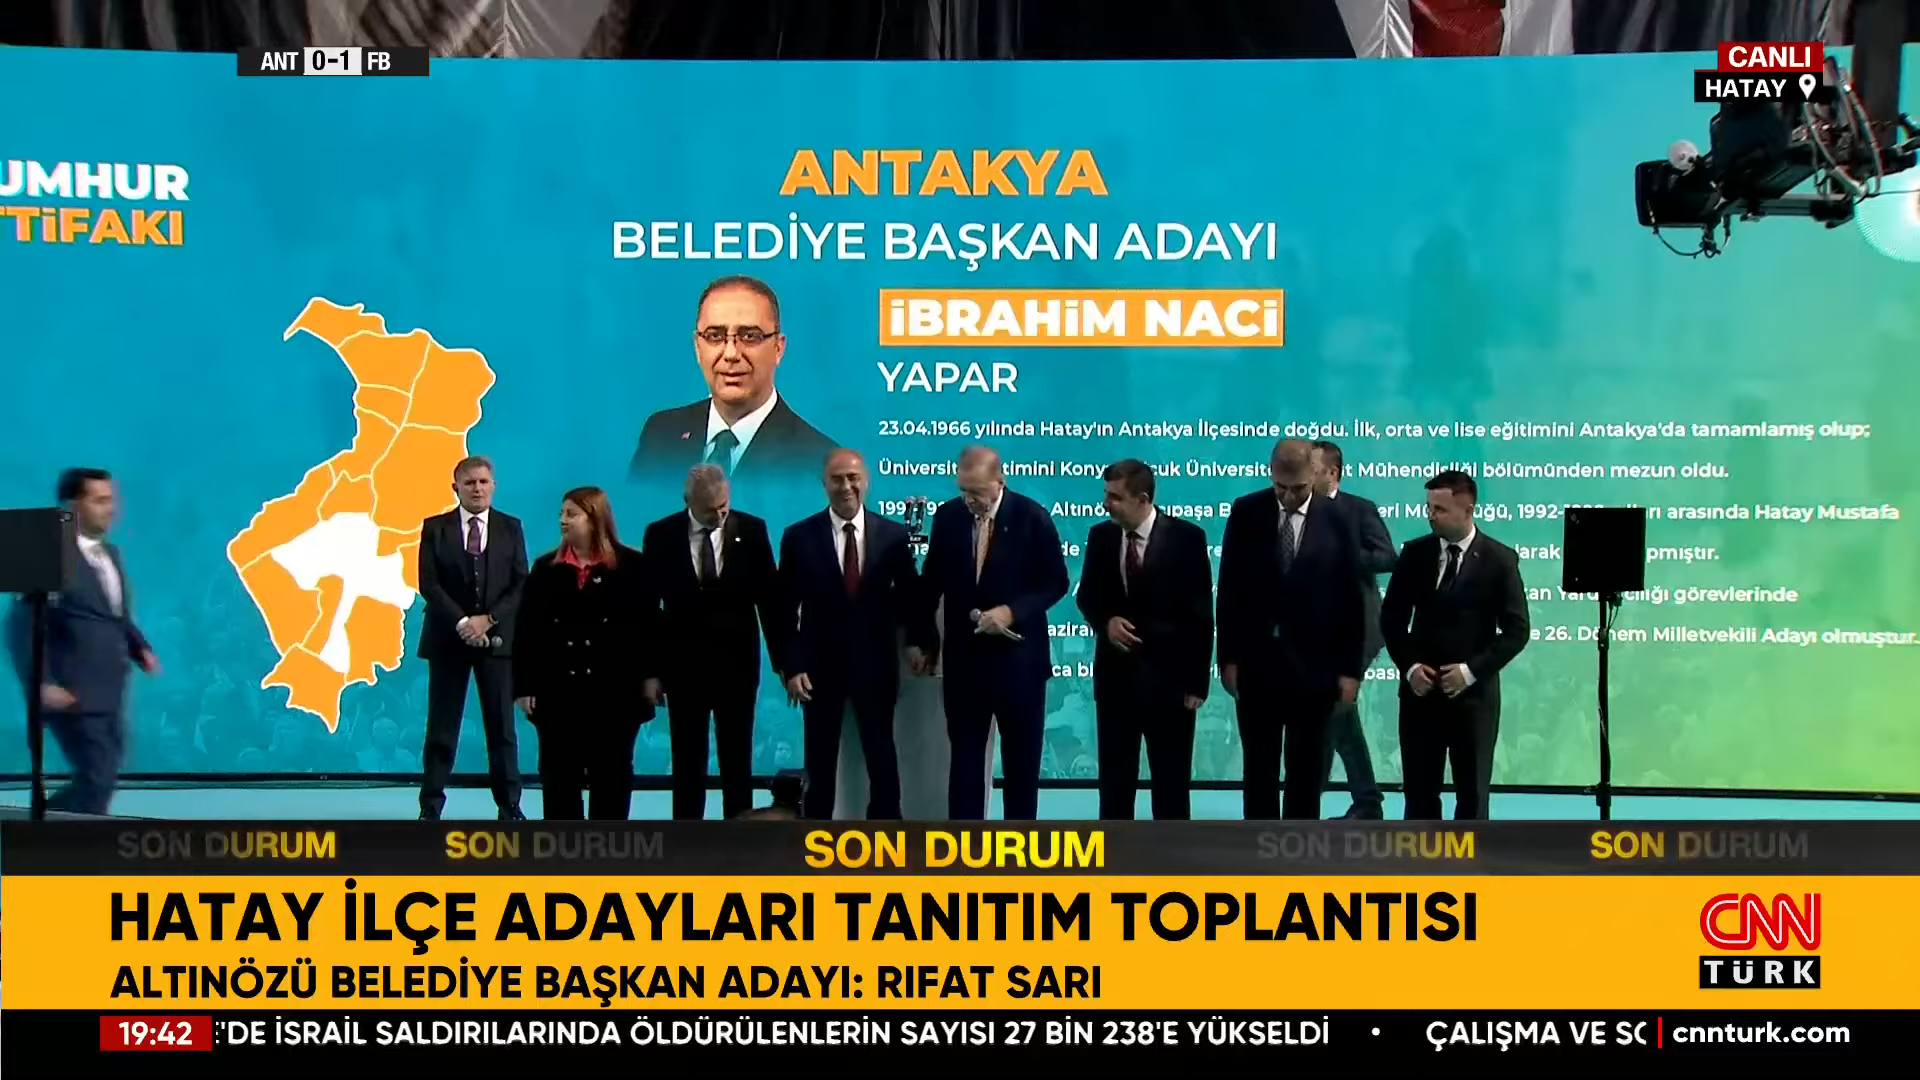 ANT 0-1 FB
CANLI
HATAY
UMHUR
TTİFAKI
ANTAKYA
BELEDİYE BAŞKAN ADAYI
İBRAHİM NACİ
YAPAR
23.04.1966 yılında Hatay'ın Antakya İlçesinde doğdu. İlk, orta ve lise eğitimini Antakya'da tamamlamış olup;
Mühendisliği bölümünden mezun oldu.
arası Hatay Mustafa
görevlerinde
26. Dönem Milletvekili Adayı olmuştur.
SON DURUM SON DURUM SON DURUM SON DURUM SON DURUM
HATAY İLÇE ADAYLARI TANITIM TOPLANTISI
ALTINÖZÜ BELEDİYE BAŞKAN ADAYI: RIFAT SARI
CNN
TÜRK
19:42 E'DE İSRAİL SALDIRILARINDA ÖLDÜRÜLENLERİN SAYISI 27 BİN 238'E YÜKSELDİ • ÇALIŞMA VE cnnturk.com